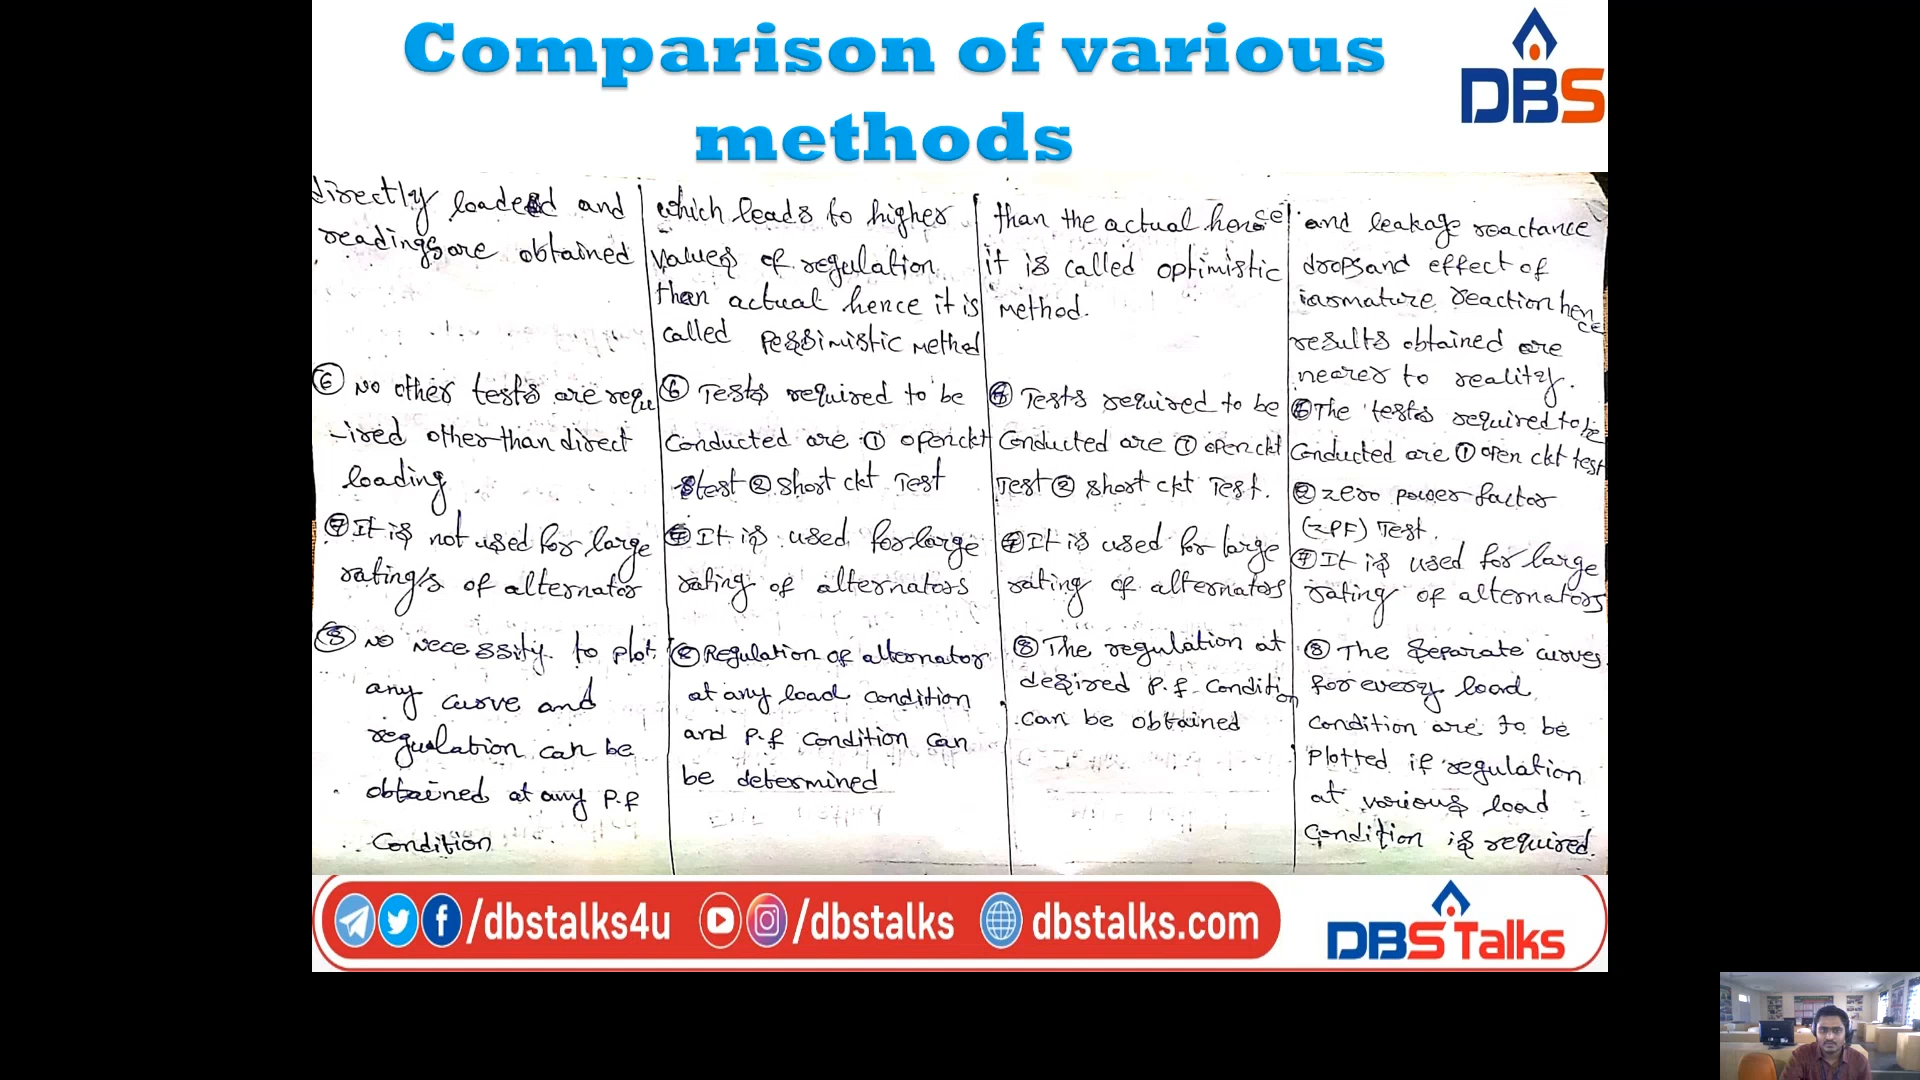 Comparison of various
methods
DBS
directly loaded and
readings are obtained
⑥ No other tests are requ
-ired other than direct
loading
⑦ It is not used for large
rating's of alternator
⑧ No necessity to plot
any curve and
regulation can be
obtained at any P.f
Condition
which leads to higher
values of regulation
then actual hence it is
called Pessimistic method
⑥ Tests required to be
Conducted are ① open ckt
test ② short ckt Test
⑦ It is used for large
rating of alternators
⑧ Regulation of alternator
at any load condition
and P.f condition can
be determined
than the actual hence
it is called optimistic
method.
⑥ Tests required to be
Conducted are ① open ckt
Test ② short ckt Test.
⑦ It is used for large
rating of alternators
⑧ The regulation at
desired P.f condition
can be obtained
and leakage reactance
drops and effect of
armature reaction hence
results obtained are
nearer to reality.
⑥ The tests required to be
Conducted are ① open ckt test
② zero power factor
(ZPF) Test.
⑦ It is used for large
rating of alternators
⑧ The Separate curves
for every load
condition are to be
plotted if regulation
at various load
condition is required.
/dbstalks4u /dbstalks dbstalks.com
DBS Talks